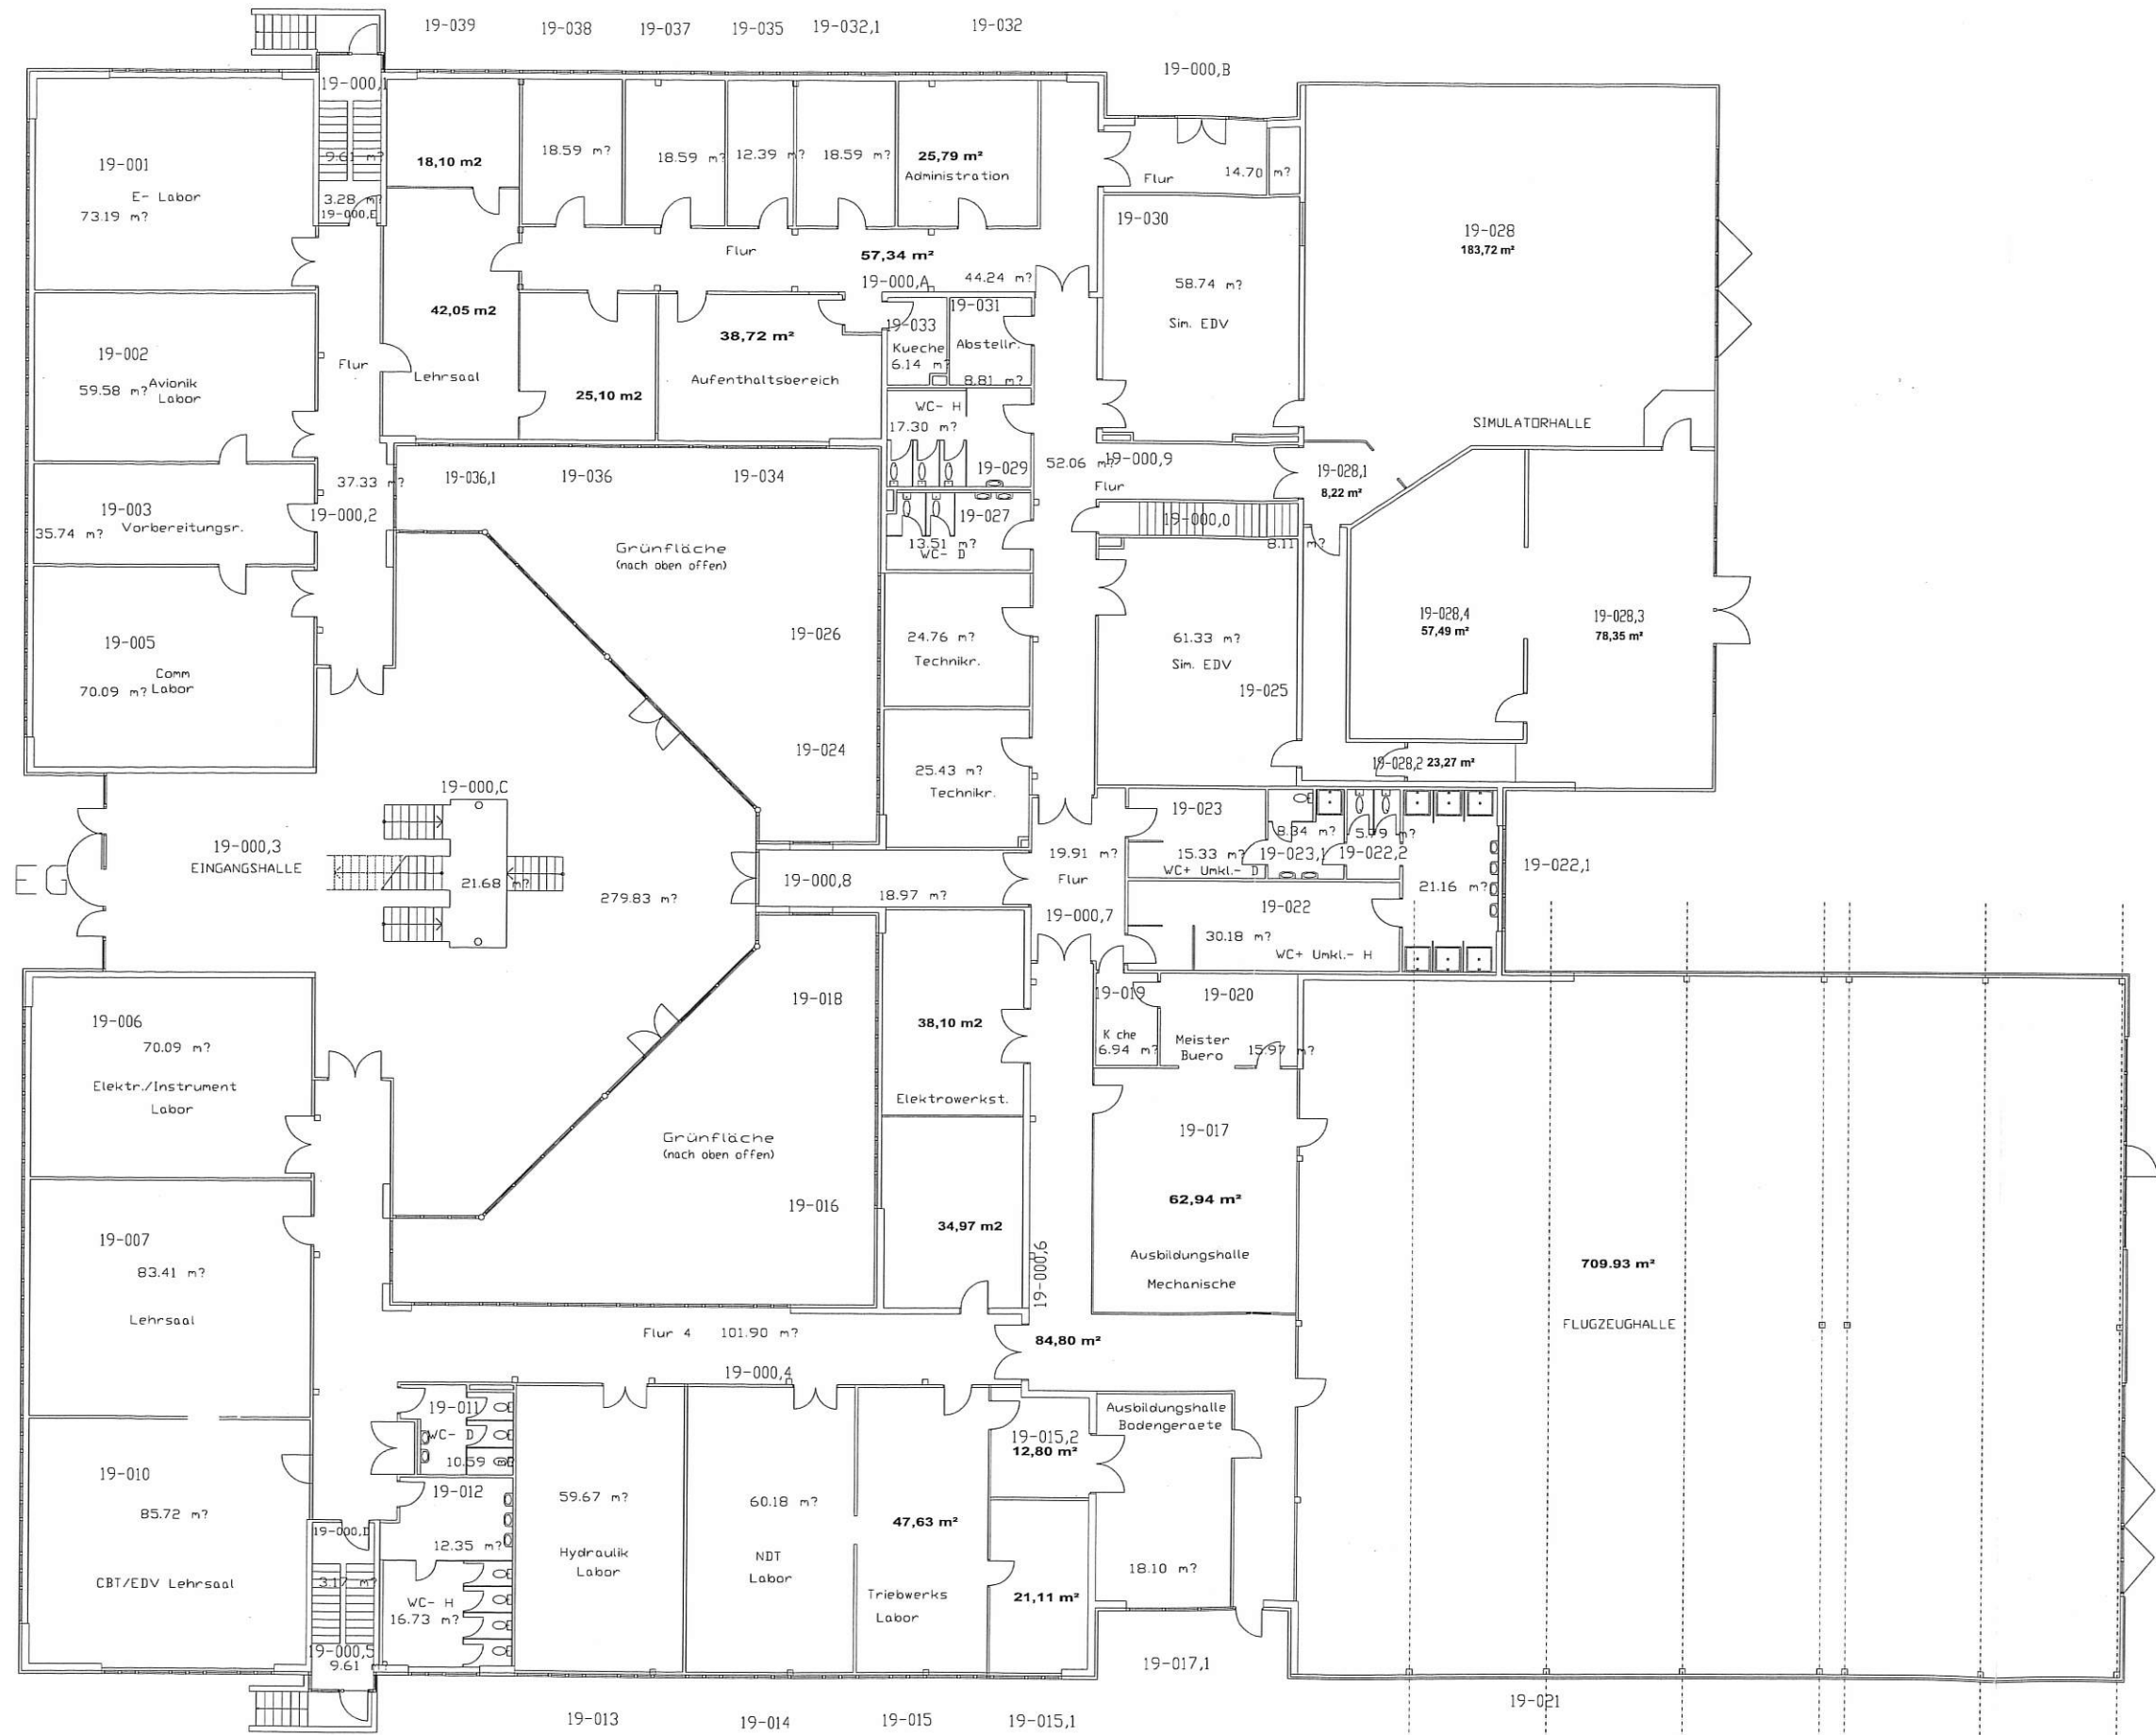 19-039
19-038
19-037
19-035
19-032,1
19-032
19-000,B
19-000,1
19-001
E- Labor
73.19 m?
9.61 m?
3.28 m?
19-000,E
18,10 m2
18.59 m?
18.59 m?
12.39 m?
18.59 m?
25,79 m²
Administration
Flur
14.70 m?
19-030
58.74 m?
Sim. EDV
19-028
183,72 m²
SIMULATORHALLE
Flur
57,34 m²
19-000,A
44.24 m?
19-002
Avionik
59.58 m?
Labor
Flur
42,05 m2
Lehrsaal
25,10 m2
38,72 m²
Aufenthaltsbereich
19-033
Kueche
6.14 m?
19-031
Abstellr.
8.81 m?
WC- H
17.30 m?
19-029
52.06 m?
19-000,9
Flur
19-028,1
8,22 m²
19-003
Vorbereitungsr.
35.74 m?
37.33 m?
19-000,2
19-036,1
19-036
19-034
19-027
13.51 m?
WC- D
19-000,0
8.11 m?
Grünfläche
(nach oben offen)
19-026
24.76 m?
Technikr.
61.33 m?
Sim. EDV
19-025
19-028,4
57,49 m²
19-028,3
78,35 m²
19-005
Comm
70.09 m? Labor
19-024
25.43 m?
Technikr.
19-028,2 23,27 m²
19-000,C
19-000,3
EINGANGSHALLE
EG
21.68 m?
279.83 m?
19-000,8
18.97 m?
19.91 m?
Flur
19-000,7
19-023
15.33 m?
WC+ Umkl.- D
8.34 m?
19-023,1
5.79 m?
19-022,2
21.16 m?
19-022,1
19-022
30.18 m?
WC+ Umkl.- H
19-006
70.09 m?
Elektr./Instrument
Labor
19-018
38,10 m2
Elektrowerkst.
19-019
K che
6.94 m?
19-020
Meister
Buero
15.97 m?
Grünfläche
(nach oben offen)
19-016
34,97 m2
19-000,6
19-017
62,94 m²
Ausbildungshalle
Mechanische
19-007
83.41 m?
Lehrsaal
709.93 m²
FLUGZEUGHALLE
Flur 4 101.90 m?
19-000,4
84,80 m²
19-011
WC- D
10.59 m?
19-010
85.72 m?
CBT/EDV Lehrsaal
19-012
12.35 m?
19-000,D
3.17 m?
19-000,5
9.61
WC- H
16.73 m?
59.67 m?
Hydraulik
Labor
60.18 m?
NDT
Labor
47,63 m²
Triebwerks
Labor
19-015,2
12,80 m²
21,11 m²
Ausbildungshalle
Bodengeraete
18.10 m?
19-017,1
19-021
19-013
19-014
19-015
19-015,1